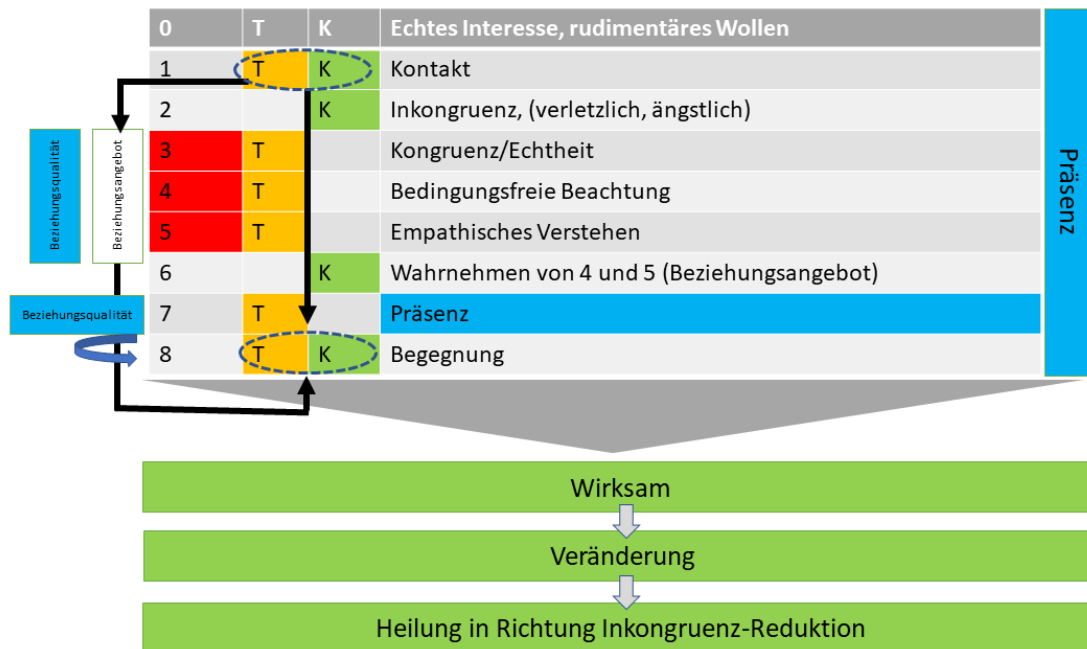 0 T K Echtes Interesse, rudimentäres Wollen
1 T K Kontakt
2 K Inkongruenz, (verletzlich, ängstlich)
3 T Kongruenz/Echtheit
4 T Bedingungsfreie Beachtung
5 T Empathisches Verstehen
6 K Wahrnehmen von 4 und 5 (Beziehungsangebot)
7 T Präsenz
8 T K Begegnung
Beziehungsqualität
Beziehungsangebot
Beziehungsqualität
Präsenz
Wirksam
Veränderung
Heilung in Richtung Inkongruenz-Reduktion